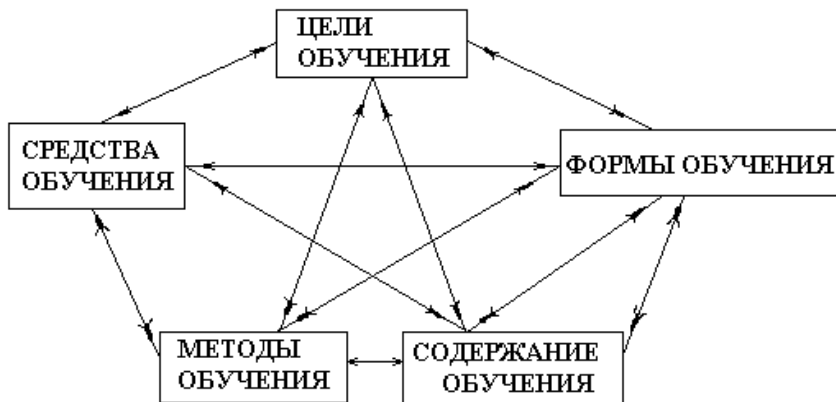 ЦЕЛИ
ОБУЧЕНИЯ
СРЕДСТВА
ОБУЧЕНИЯ
ФОРМЫ ОБУЧЕНИЯ
МЕТОДЫ
ОБУЧЕНИЯ
СОДЕРЖАНИЕ
ОБУЧЕНИЯ